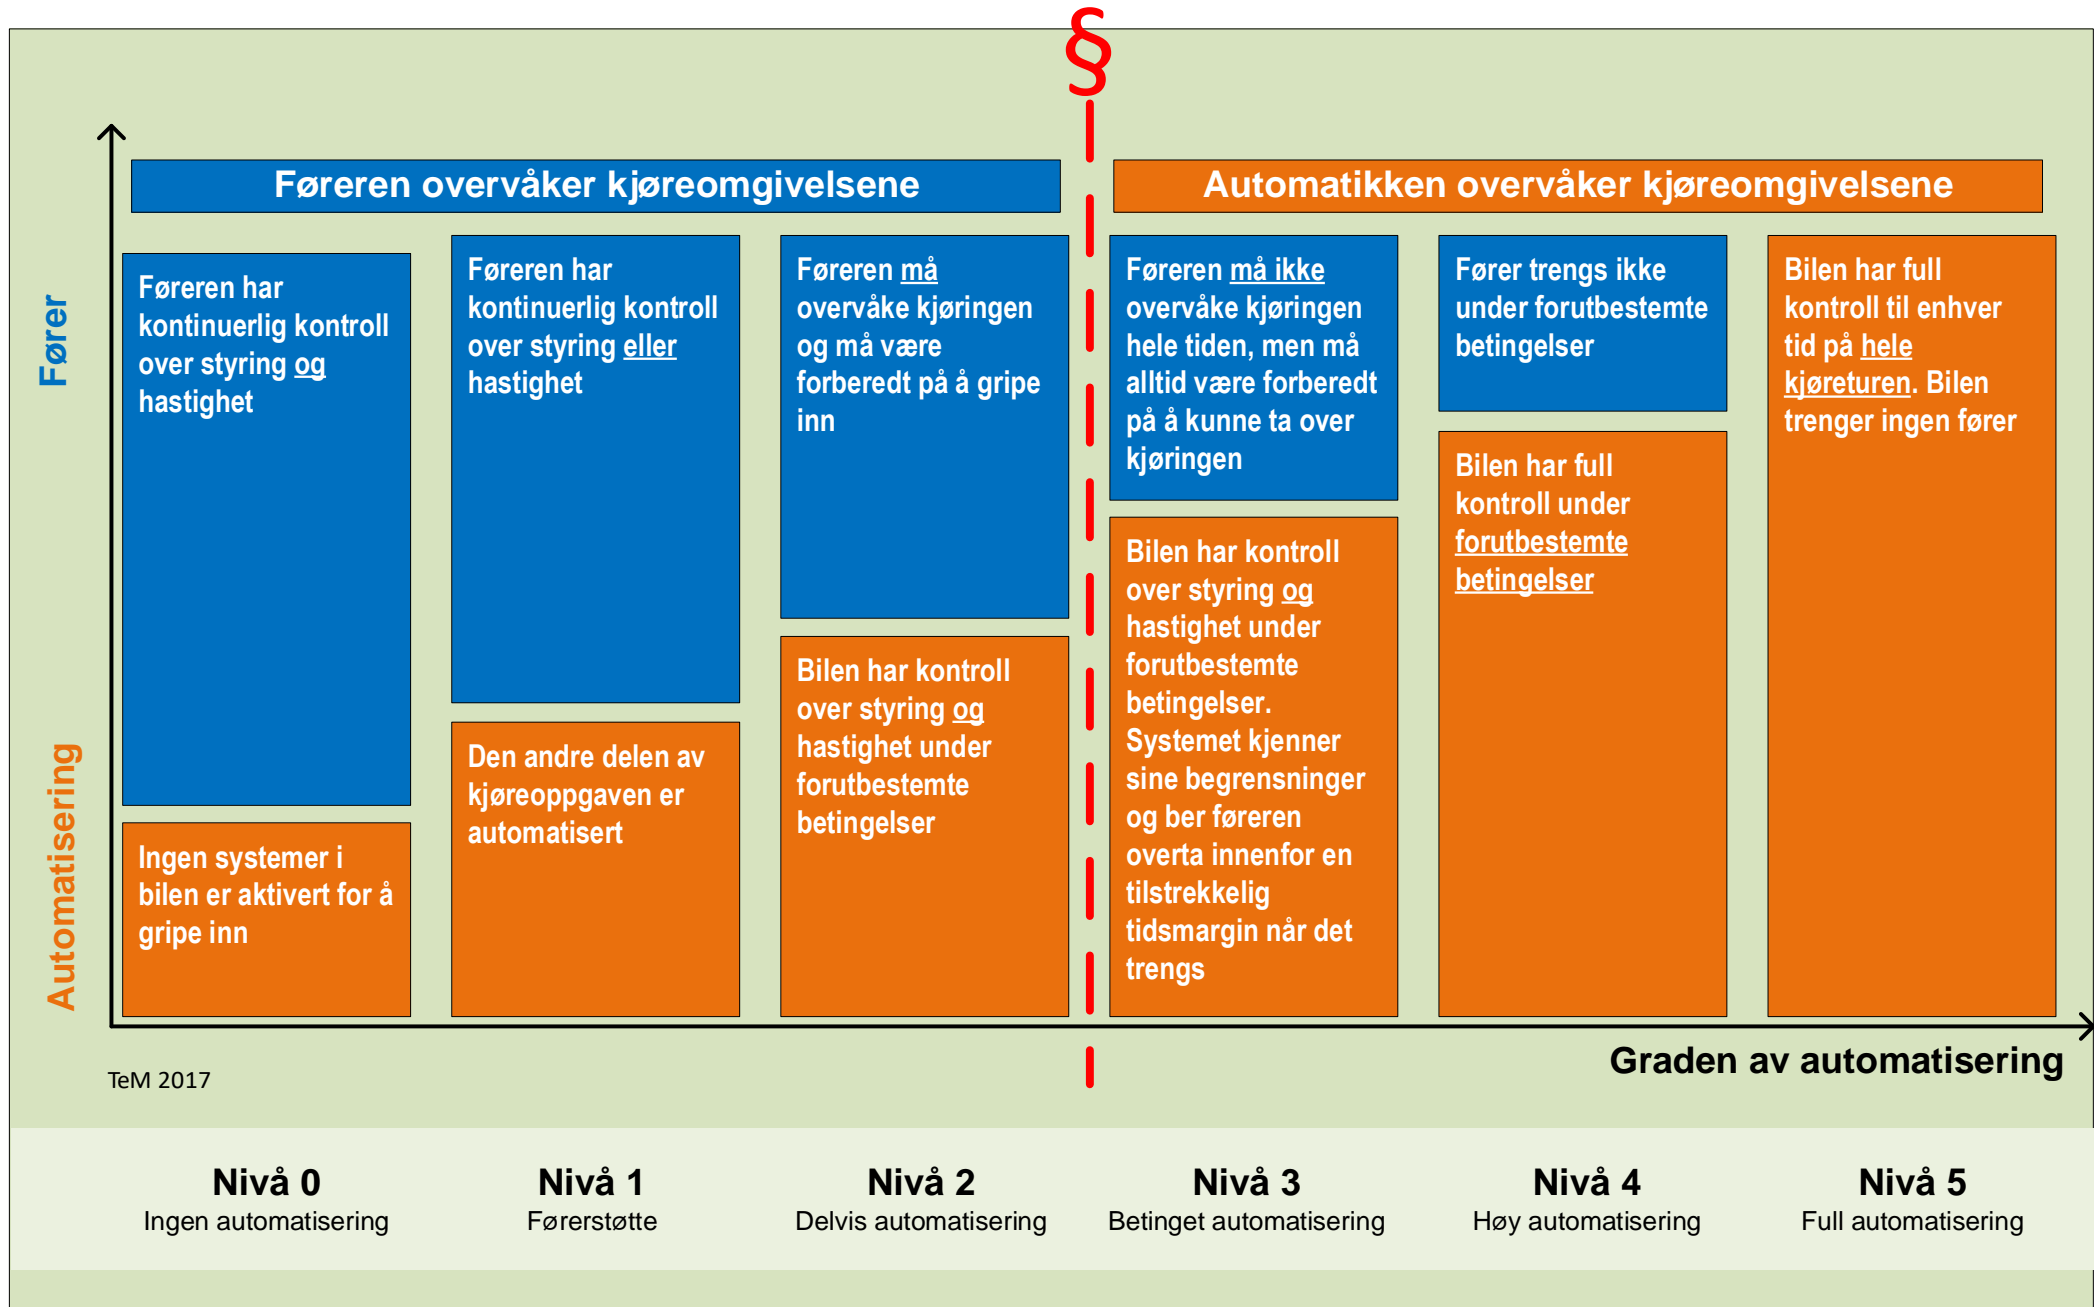 §
Føreren overvåker kjøreomgivelsene
Automatikken overvåker kjøreomgivelsene
Fører
Automatisering
Føreren har
kontinuerlig kontroll
over styring og
hastighet
Ingen systemer i
bilen er aktivert for å
gripe inn
Føreren har
kontinuerlig kontroll
over styring eller
hastighet
Den andre delen av
kjøreoppgaven er
automatisert
Føreren må
overvåke kjøringen
og må være
forberedt på å gripe
inn
Bilen har kontroll
over styring og
hastighet under
forutbestemte
betingelser
Føreren må ikke
overvåke kjøringen
hele tiden, men må
alltid være forberedt
på å kunne ta over
kjøringen
Bilen har kontroll
over styring og
hastighet under
forutbestemte
betingelser.
Systemet kjenner
sine begrensninger
og ber føreren
overta innenfor en
tilstrekkelig
tidsmargin når det
trengs
Fører trengs ikke
under forutbestemte
betingelser
Bilen har full
kontroll under
forutbestemte
betingelser
Bilen har full
kontroll til enhver
tid på hele
kjøreturen. Bilen
trenger ingen fører
Graden av automatisering
TeM 2017
Nivå 0
Ingen automatisering
Nivå 1
Førerstøtte
Nivå 2
Delvis automatisering
Nivå 3
Betinget automatisering
Nivå 4
Høy automatisering
Nivå 5
Full automatisering